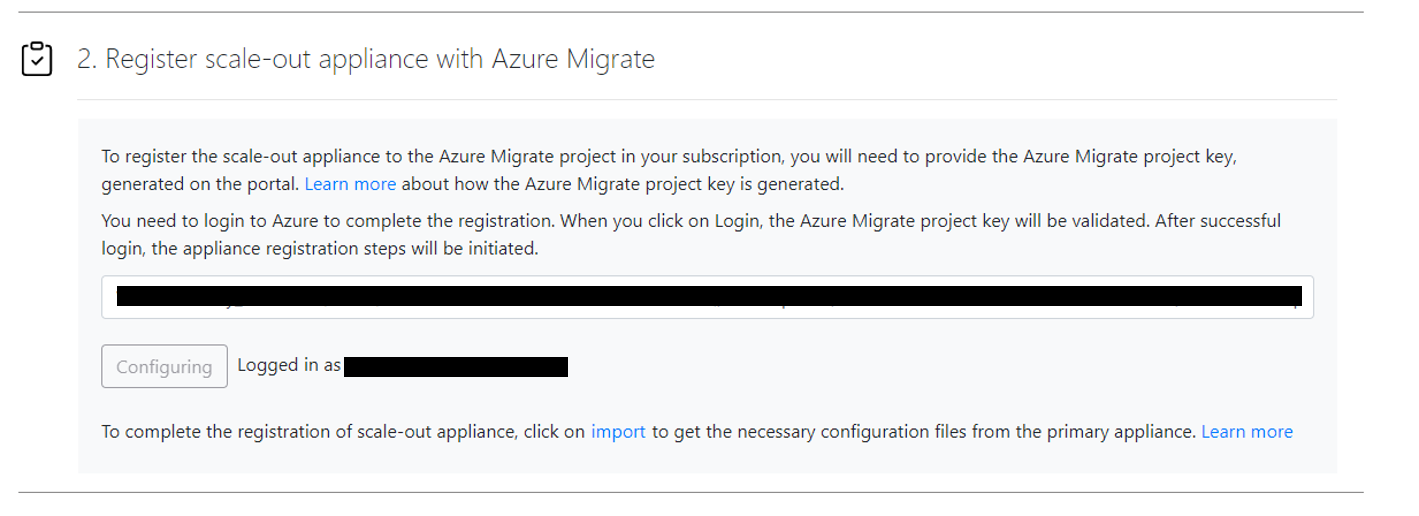 2. Register scale-out appliance with Azure Migrate
To register the scale-out appliance to the Azure Migrate project in your subscription, you will need to provide the Azure Migrate project key,
generated on the portal. Learn more about how the Azure Migrate project key is generated.
You need to login to Azure to complete the registration. When you click on Login, the Azure Migrate project key will be validated. After successful
login, the appliance registration steps will be initiated.
Configuring Logged in as
To complete the registration of scale-out appliance, click on import to get the necessary configuration files from the primary appliance. Learn more